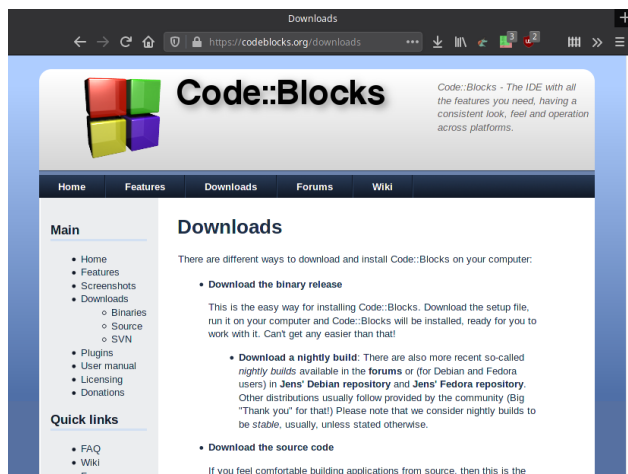 Downloads
https://codeblocks.org/downloads
3
2
Code::Blocks
Code::Blocks - The IDE with all
the features you need, having a
consistent look, feel and operation
across platforms.
Home Features Downloads Forums Wiki
Main
Home
Features
Screenshots
Downloads
Binaries
Source
SVN
Plugins
User manual
Licensing
Donations
Quick links
FAQ
Wiki
Downloads
There are different ways to download and install Code::Blocks on your computer:
Download the binary release
This is the easy way for installing Code::Blocks. Download the setup file,
run it on your computer and Code::Blocks will be installed, ready for you to
work with it. Can't get any easier than that!
Download a nightly build: There are also more recent so-called
nightly builds available in the forums or (for Debian and Fedora
users) in Jens' Debian repository and Jens' Fedora repository.
Other distributions usually follow provided by the community (Big
"Thank you" for that!) Please note that we consider nightly builds to
be stable, usually, unless stated otherwise.
Download the source code
If you feel comfortable building applications from source, then this is the